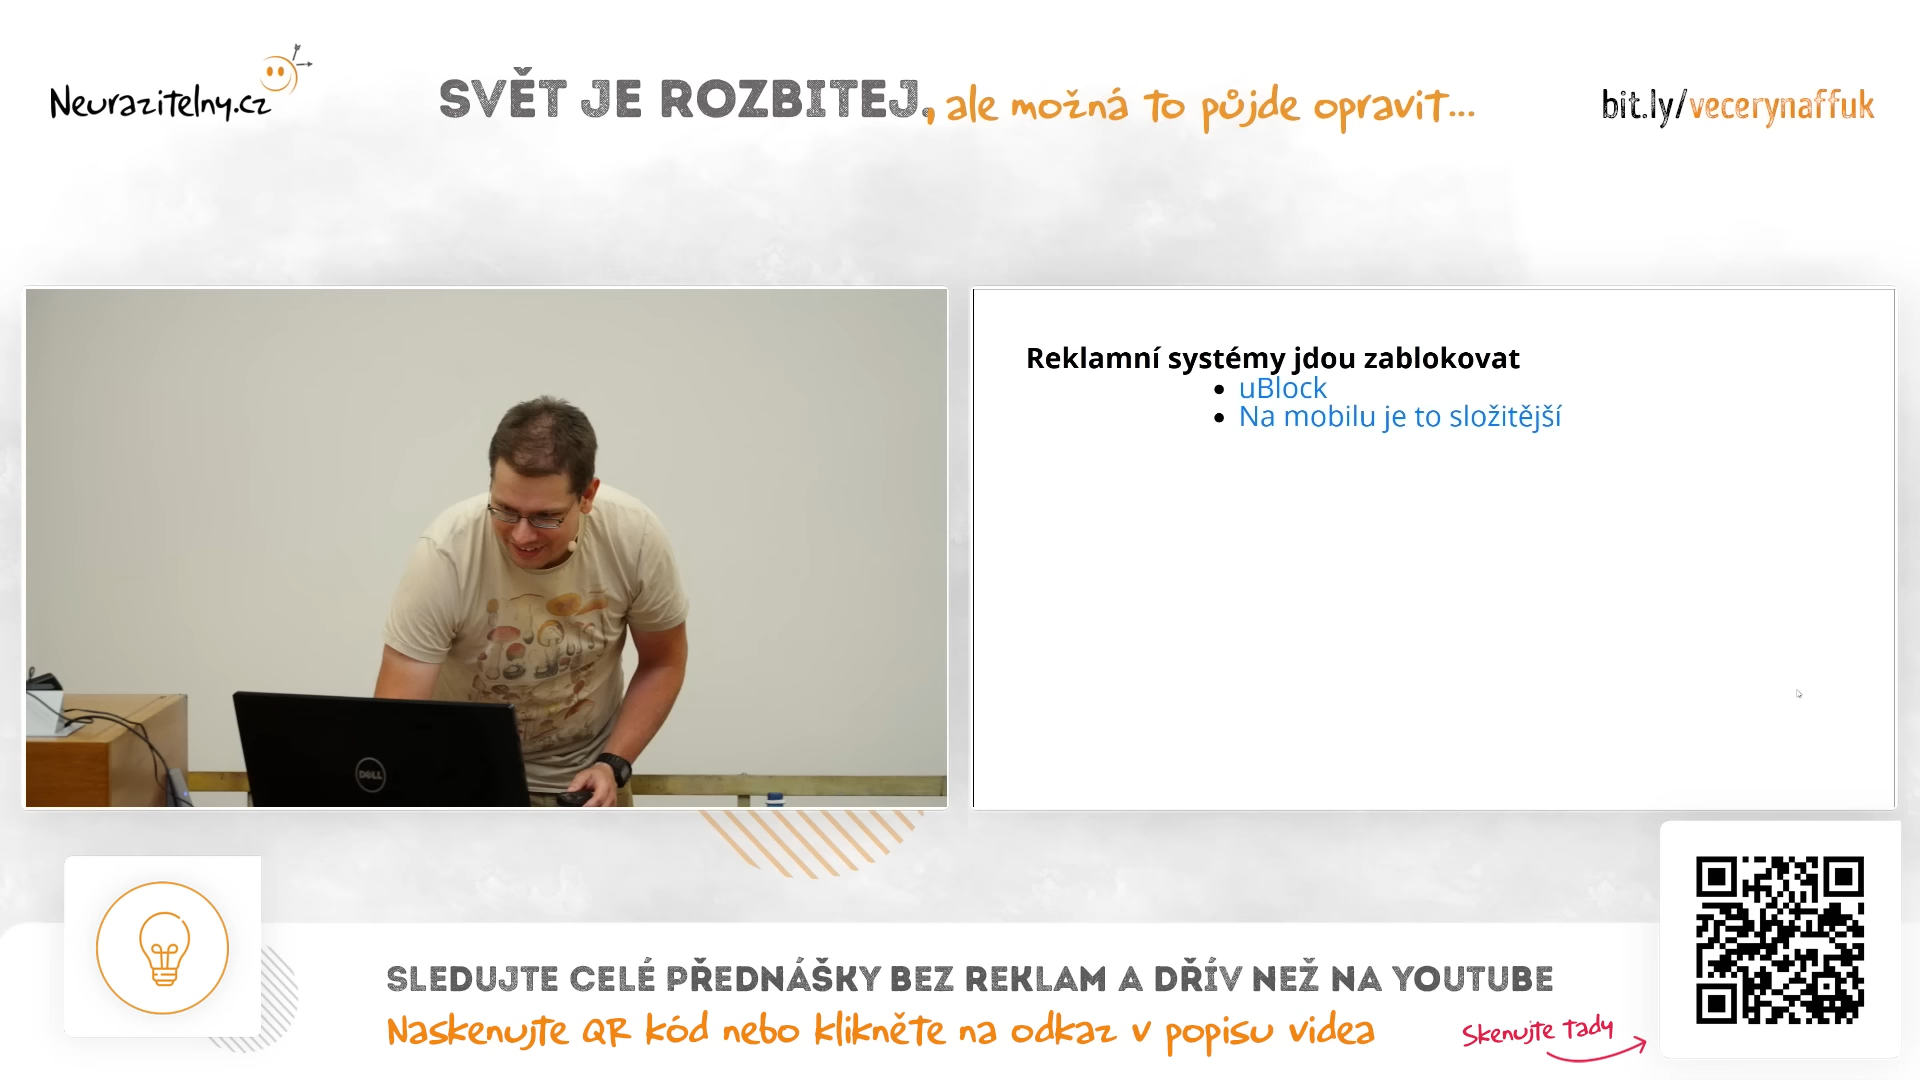 Neurazitelny.cz
SVĚT JE ROZBITEJ, ale možná to půjde opravit...
bit.ly/vecerynaffuk
Reklamní systémy jdou zablokovat
uBlock
Na mobilu je to složitější
DELL
SLEDUJTE CELÉ PŘEDNÁŠKY BEZ REKLAM A DŘÍV NEŽ NA YOUTUBE
Naskenujte QR kód nebo klikněte na odkaz v popisu videa
Skenujte tady